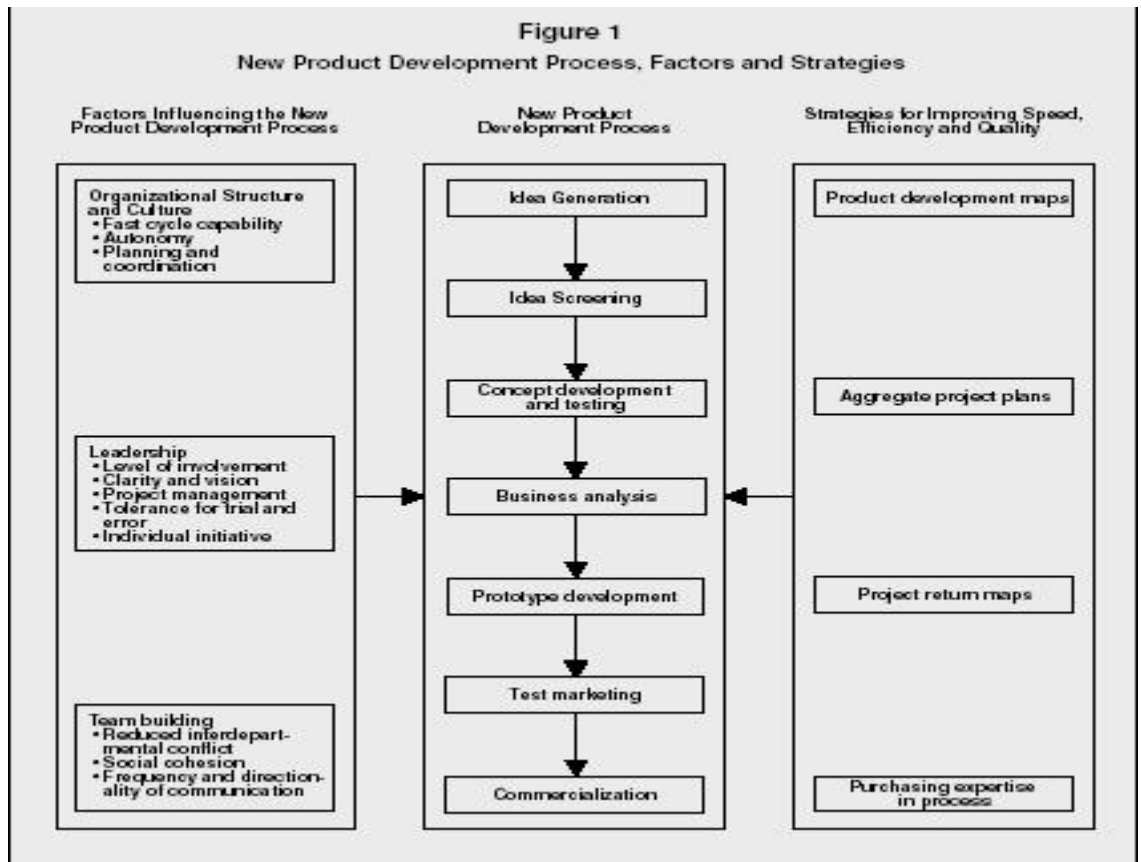 Figure 1
New Product Development Process, Factors and Strategies
Factors Influencing the New
Product Development Process
Organizational Structure
and Culture
• Fast cycle capability
• Autonomy
• Planning and
coordination
Leadership
• Level of involvement
• Clarity and vision
• Project management
• Tolerance for trial and
error
• Individual initiative
Team building
• Reduced interdepart-
mental conflict
• Social cohesion
• Frequency and direction-
ality of communication
New Product
Development Process
Idea Generation
Idea Screening
Concept development
and testing
Business analysis
Prototype development
Test marketing
Commercialization
Strategies for Improving Speed,
Efficiency and Quality
Product development maps
Aggregate project plans
Project return maps
Purchasing expertise
in process